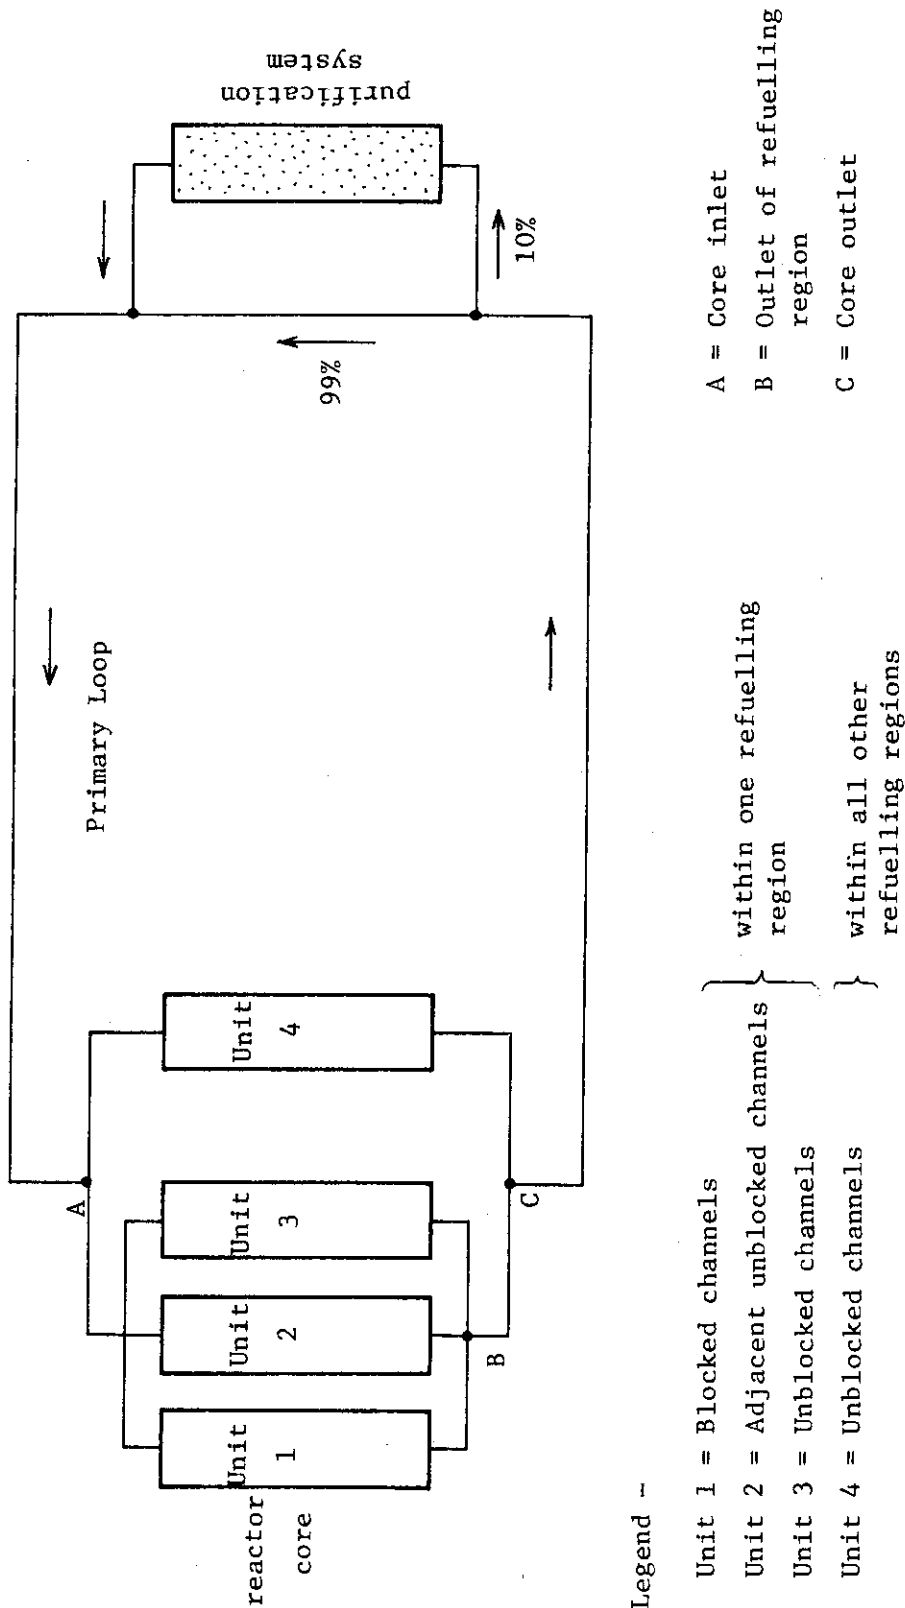 purification
system
10%
99%
Primary Loop
A
Unit
1
Unit
2
Unit
3
Unit
4
B
C
reactor
core
Legend –
Unit 1 = Blocked channels
Unit 2 = Adjacent unblocked channels
Unit 3 = Unblocked channels
within one refuelling
region
Unit 4 = Unblocked channels
within all other
refuelling regions
A = Core inlet
B = Outlet of refuelling
region
C = Core outlet